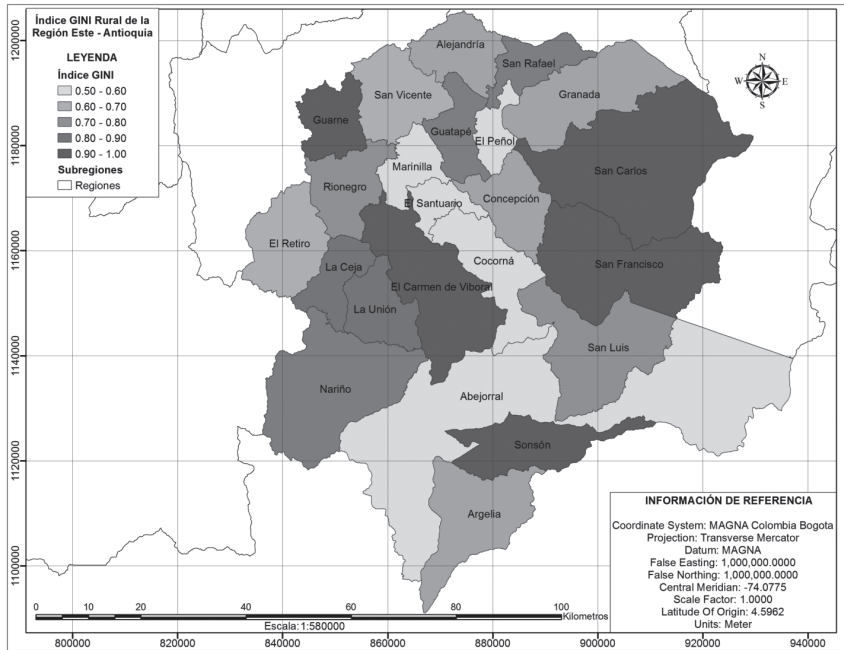 Índice GINI Rural de la
Región Este - Antioquia
LEYENDA
Índice GINI
0.50 - 0.60
0.60 - 0.70
0.70 - 0.80
0.80 - 0.90
0.90 - 1.00
Subregiones
Regiones
N
W
E
S
Alejandría
San Rafael
San Vicente
Granada
Guarne
Guatapé
El Peñol
Marinilla
San Carlos
Rionegro
El Santuario
Concepción
El Retiro
Cocorná
La Ceja
San Francisco
El Carmen de Viboral
La Unión
San Luis
Nariño
Abejorral
Sonsón
Argelia
INFORMACIÓN DE REFERENCIA
Coordinate System: MAGNA Colombia Bogota
Projection: Transverse Mercator
Datum: MAGNA
False Easting: 1,000,000.0000
False Northing: 1,000,000.0000
Central Meridian: -74.0775
Scale Factor: 1.0000
Latitude Of Origin: 4.5962
Units: Meter
0 10 20 40 60 80 100
Kilometros
Escala: 1:580000
1200000
1180000
1160000
1140000
1120000
1100000
800000 820000 840000 860000 880000 900000 920000 940000